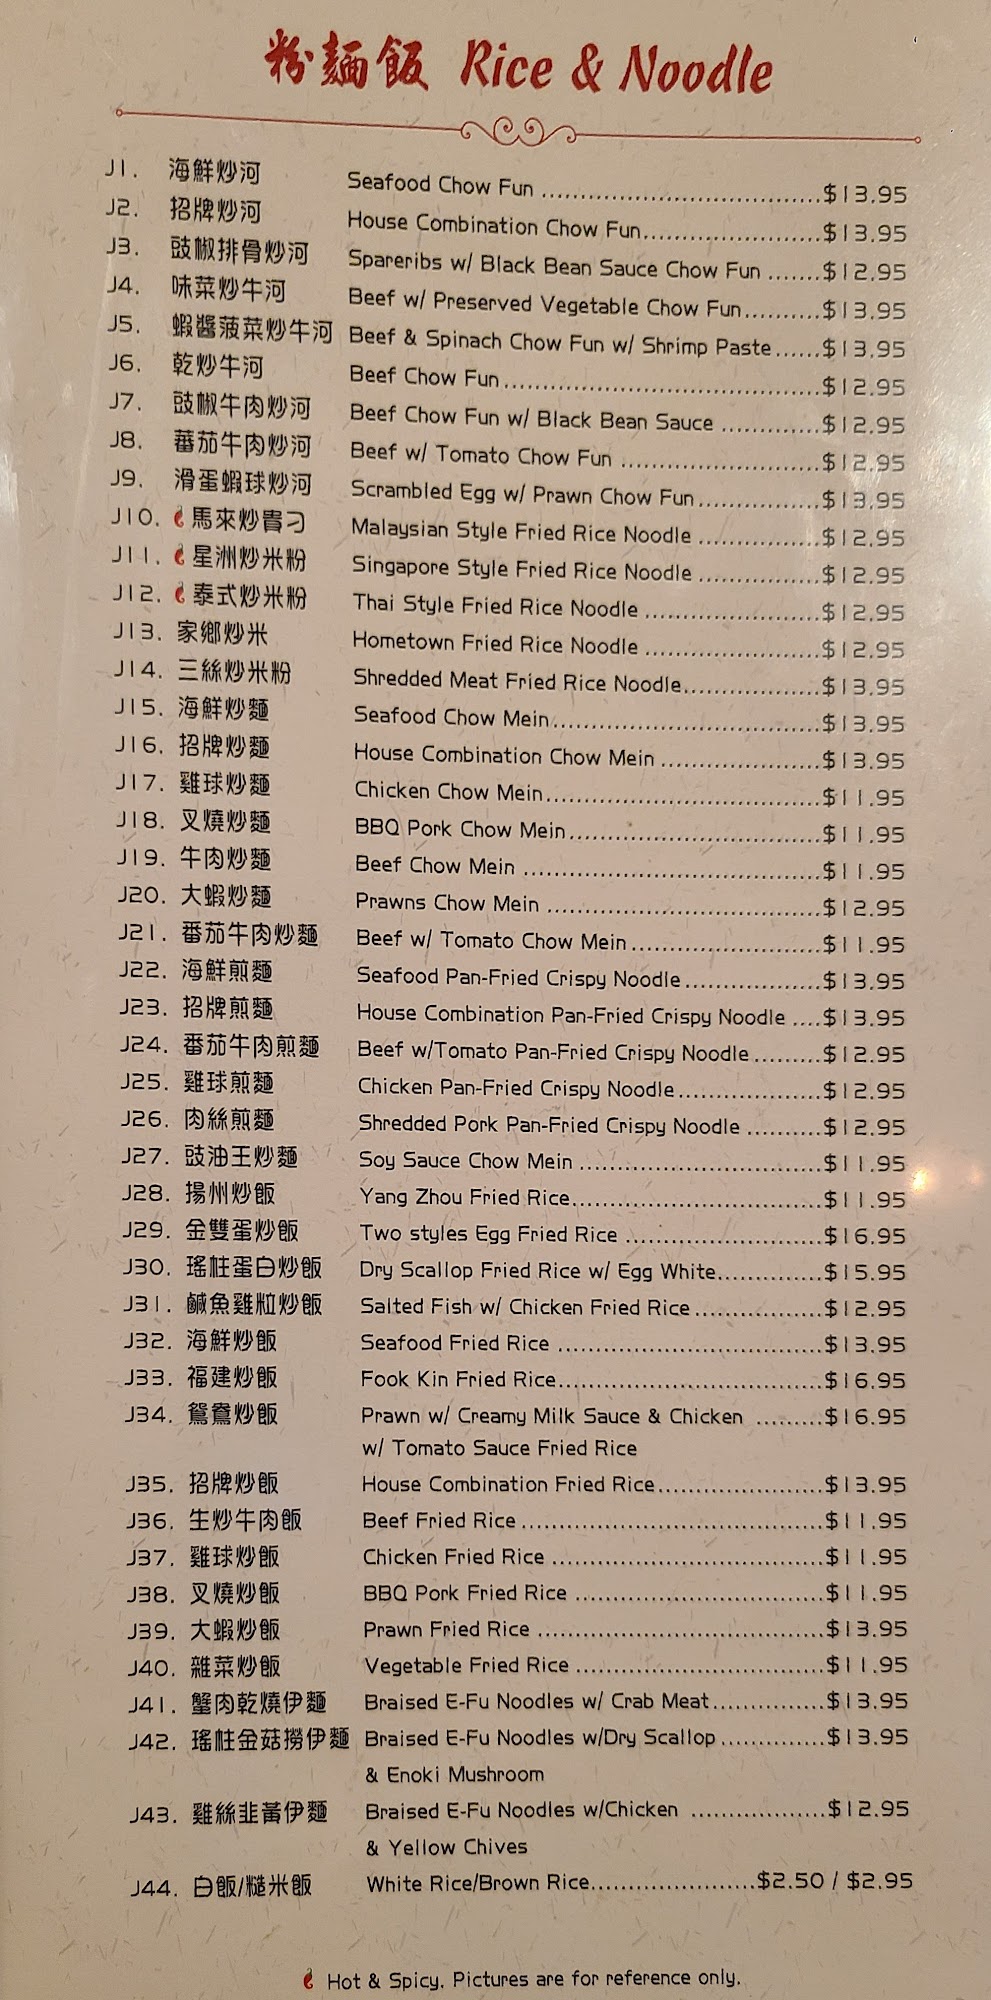 粉麵飯 Rice & Noodle
J1. 海鮮炒河 Seafood Chow Fun ........ $13.95
J2. 招牌炒河 House Combination Chow Fun ........ $13.95
J3. 豉椒排骨炒河 Spareribs w/ Black Bean Sauce Chow Fun ....... $12.95
J4. 味菜炒牛河 Beef w/ Preserved Vegetable Chow Fun.......... $13.95
J5. 蝦醬菠菜炒牛河 Beef & Spinach Chow Fun w/ Shrimp Paste...... $13.95
J6. 乾炒牛河 Beef Chow Fun ........ $12.95
J7. 豉椒牛肉炒河 Beef Chow Fun w/ Black Bean Sauce ........ $12.95
J8. 蕃茄牛肉炒河 Beef w/ Tomato Chow Fun ........ $12.95
J9. 滑蛋蝦球炒河 Scrambled Egg w/ Prawn Chow Fun ........ $13.95
J10. 馬來炒貴刁 Malaysian Style Fried Rice Noodle ........ $12.95
J11. 星洲炒米粉 Singapore Style Fried Rice Noodle ........ $12.95
J12. 泰式炒米粉 Thai Style Fried Rice Noodle ........ $12.95
J13. 家鄉炒米 Hometown Fried Rice Noodle ........ $12.95
J14. 三絲炒米粉 Shredded Meat Fried Rice Noodle ........ $13.95
J15. 海鮮炒麵 Seafood Chow Mein ........ $13.95
J16. 招牌炒麵 House Combination Chow Mein ........ $13.95
J17. 雞球炒麵 Chicken Chow Mein ........ $11.95
J18. 叉燒炒麵 BBQ Pork Chow Mein ........ $11.95
J19. 牛肉炒麵 Beef Chow Mein ........ $11.95
J20. 大蝦炒麵 Prawns Chow Mein ........ $12.95
J21. 番茄牛肉炒麵 Beef w/ Tomato Chow Mein ........ $11.95
J22. 海鮮煎麵 Seafood Pan-Fried Crispy Noodle ........ $13.95
J23. 招牌煎麵 House Combination Pan-Fried Crispy Noodle .... $13.95
J24. 番茄牛肉煎麵 Beef w/Tomato Pan-Fried Crispy Noodle ........ $12.95
J25. 雞球煎麵 Chicken Pan-Fried Crispy Noodle ........ $12.95
J26. 肉絲煎麵 Shredded Pork Pan-Fried Crispy Noodle ........ $12.95
J27. 豉油王炒麵 Soy Sauce Chow Mein ........ $11.95
J28. 揚州炒飯 Yang Zhou Fried Rice ........ $11.95
J29. 金雙蛋炒飯 Two styles Egg Fried Rice ........ $16.95
J30. 瑤柱蛋白炒飯 Dry Scallop Fried Rice w/ Egg White ........ $15.95
J31. 鹹魚雞粒炒飯 Salted Fish w/ Chicken Fried Rice ........ $12.95
J32. 海鮮炒飯 Seafood Fried Rice ........ $13.95
J33. 福建炒飯 Fook Kin Fried Rice ........ $16.95
J34. 鴛鴦炒飯 Prawn w/ Creamy Milk Sauce & Chicken ......... $16.95
w/ Tomato Sauce Fried Rice
J35. 招牌炒飯 House Combination Fried Rice ........ $13.95
J36. 生炒牛肉飯 Beef Fried Rice ........ $11.95
J37. 雞球炒飯 Chicken Fried Rice ........ $11.95
J38. 叉燒炒飯 BBQ Pork Fried Rice ........ $11.95
J39. 大蝦炒飯 Prawn Fried Rice ........ $13.95
J40. 雜菜炒飯 Vegetable Fried Rice ........ $11.95
J41. 蟹肉乾燒伊麵 Braised E-Fu Noodles w/ Crab Meat ........ $13.95
J42. 瑤柱金菇撈伊麵 Braised E-Fu Noodles w/Dry Scallop ........ $13.95
& Enoki Mushroom
J43. 雞絲韭黃伊麵 Braised E-Fu Noodles w/Chicken ........ $12.95
& Yellow Chives
J44. 白飯/糙米飯 White Rice/Brown Rice ........ $2.50 / $2.95
Hot & Spicy. Pictures are for reference only.